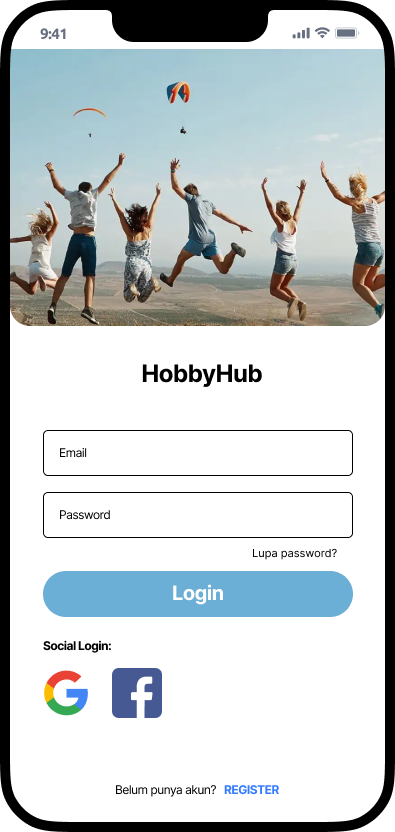 9:41
HobbyHub
Email
Password
Lupa password?
Login
Social Login:
Belum punya akun? REGISTER